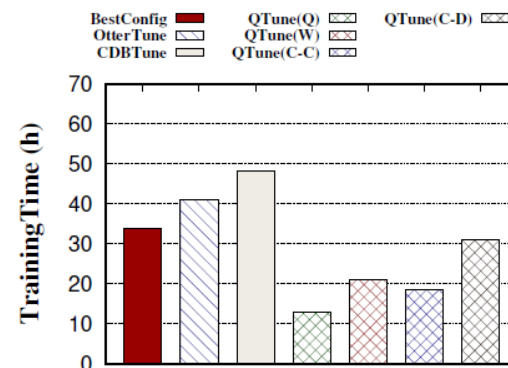 BestConfig QTune(Q) QTune(C-D)
OtterTune QTune(W)
CDBTune QTune(C-C)
70
60
50
40
30
20
10
0
TrainingTime (h)